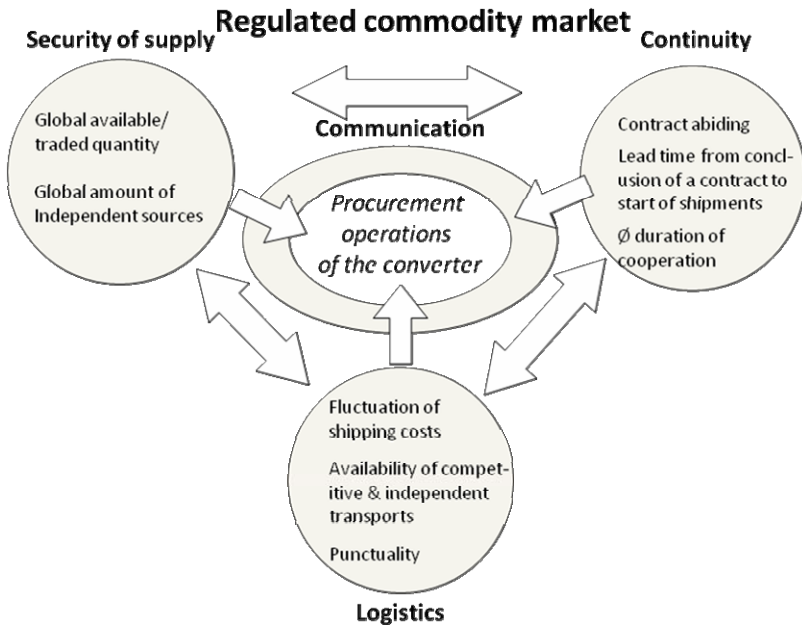 Regulated commodity market
Security of supply
Continuity
Global available/
traded quantity
Global amount of
Independent sources
Communication
Procurement
operations
of the converter
Contract abiding
Lead time from concl-
usion of a contract to
start of shipments
Ø duration of
cooperation
Fluctuation of
shipping costs
Availability of compet-
itive & independent
transports
Punctuality
Logistics